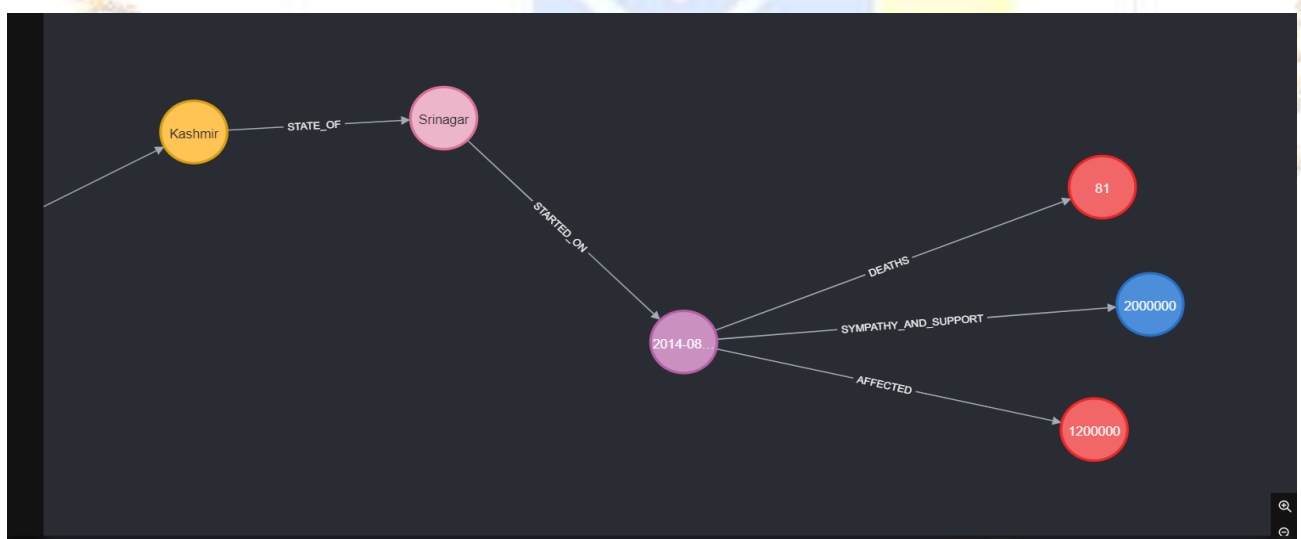 Kashmir
STATE_OF
Srinagar
STARTED_ON
2014-08...
DEATHS
81
SYMPATHY_AND_SUPPORT
2000000
AFFECTED
1200000